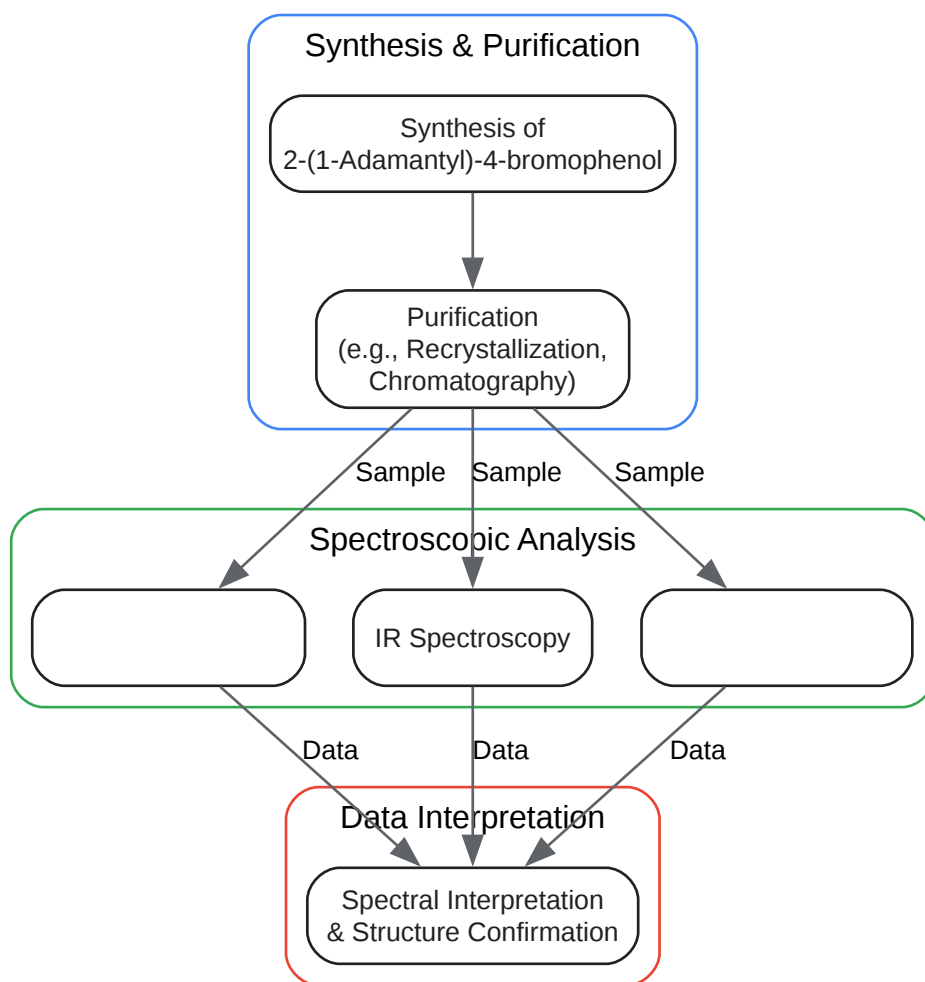 Synthesis & Purification
Synthesis of
2-(1-Adamantyl)-4-bromophenol
Purification
(e.g., Recrystallization,
Chromatography)
Sample
Sample
Sample
Spectroscopic Analysis
IR Spectroscopy
Data
Data
Data
Data Interpretation
Spectral Interpretation
& Structure Confirmation